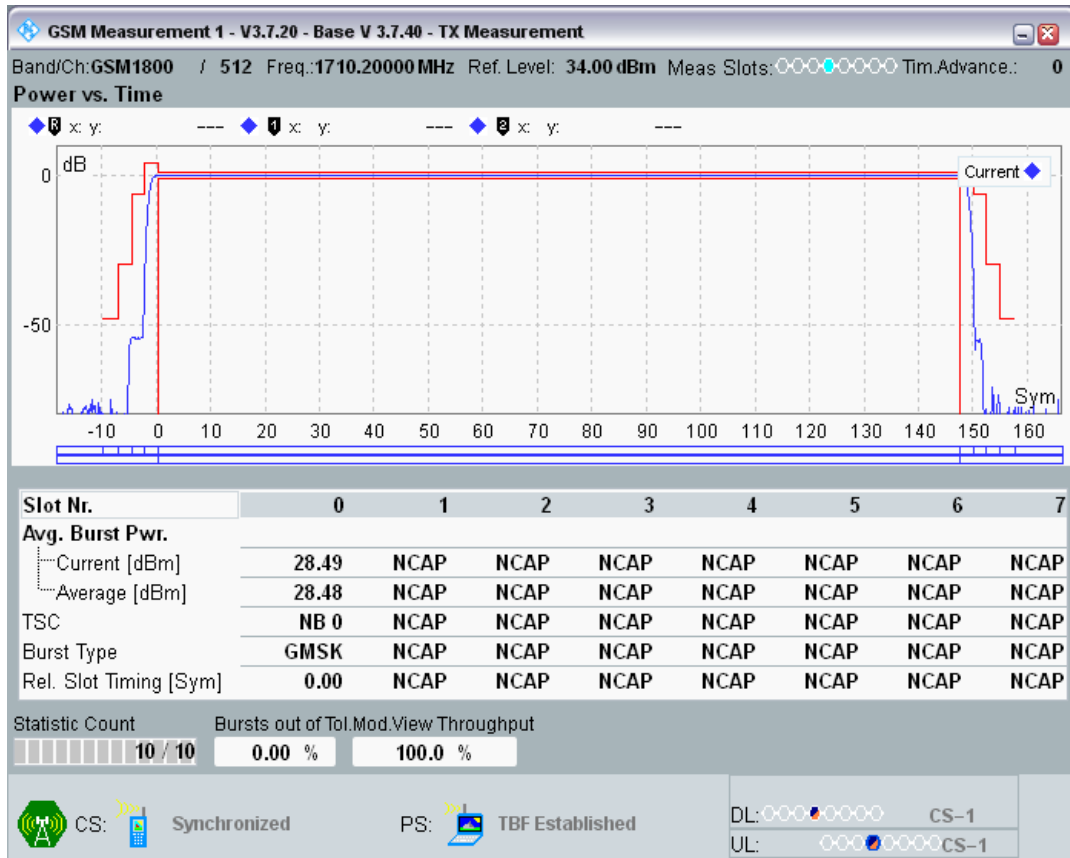 GSM Measurement 1 - V3.7.20 - Base V 3.7.40 - TX Measurement
Band/Ch:GSM1800 / 512 Freq.:1710.20000 MHz Ref. Level: 34.00 dBm Meas Slots: Tim.Advance.: 0
Power vs. Time
R x: y: --- 1 x: y: --- 2 x: y: ---
dB
Current
0
-50
Sym
-10 0 10 20 30 40 50 60 70 80 90 100 110 120 130 140 150 160
Slot Nr. 0 1 2 3 4 5 6 7
Avg. Burst Pwr.
Current [dBm] 28.49 NCAP NCAP NCAP NCAP NCAP NCAP NCAP
Average [dBm] 28.48 NCAP NCAP NCAP NCAP NCAP NCAP NCAP
TSC NB 0 NCAP NCAP NCAP NCAP NCAP NCAP NCAP
Burst Type GMSK NCAP NCAP NCAP NCAP NCAP NCAP NCAP
Rel. Slot Timing [Sym] 0.00 NCAP NCAP NCAP NCAP NCAP NCAP NCAP
Statistic Count Bursts out of Tol. Mod.View Throughput
10 / 10 0.00 % 100.0 %
CS: Synchronized PS: TBF Established DL: CS-1
UL: CS-1